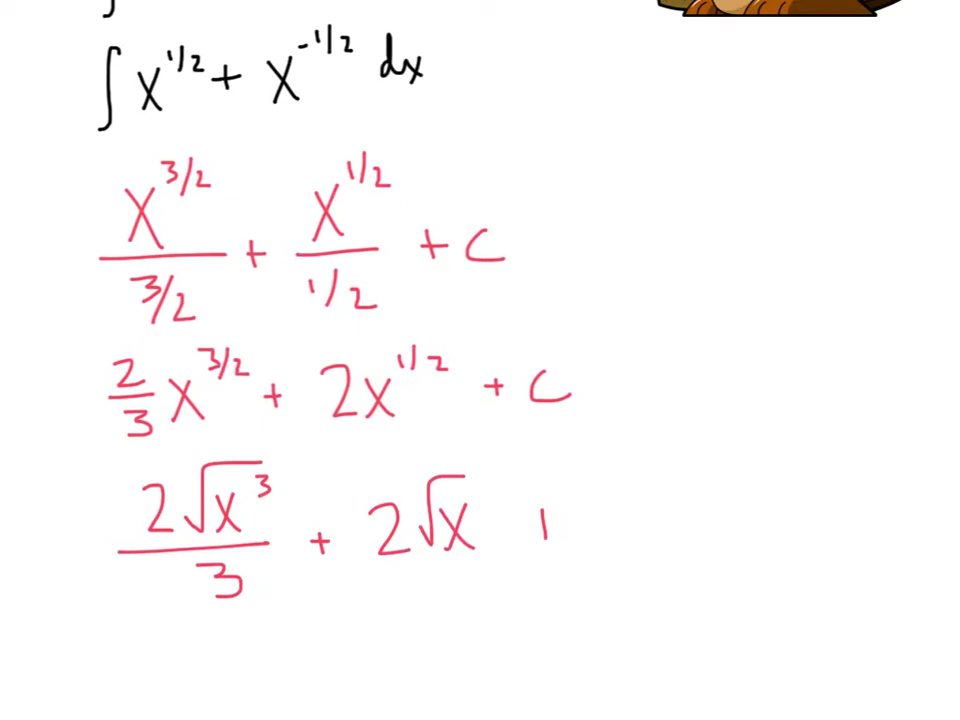 ∫ x^{1/2} + x^{-1/2} dx
x^{3/2}/(3/2) + x^{1/2}/(1/2) + C
2/3 x^{3/2} + 2x^{1/2} + C
2√x^3/3 + 2√x